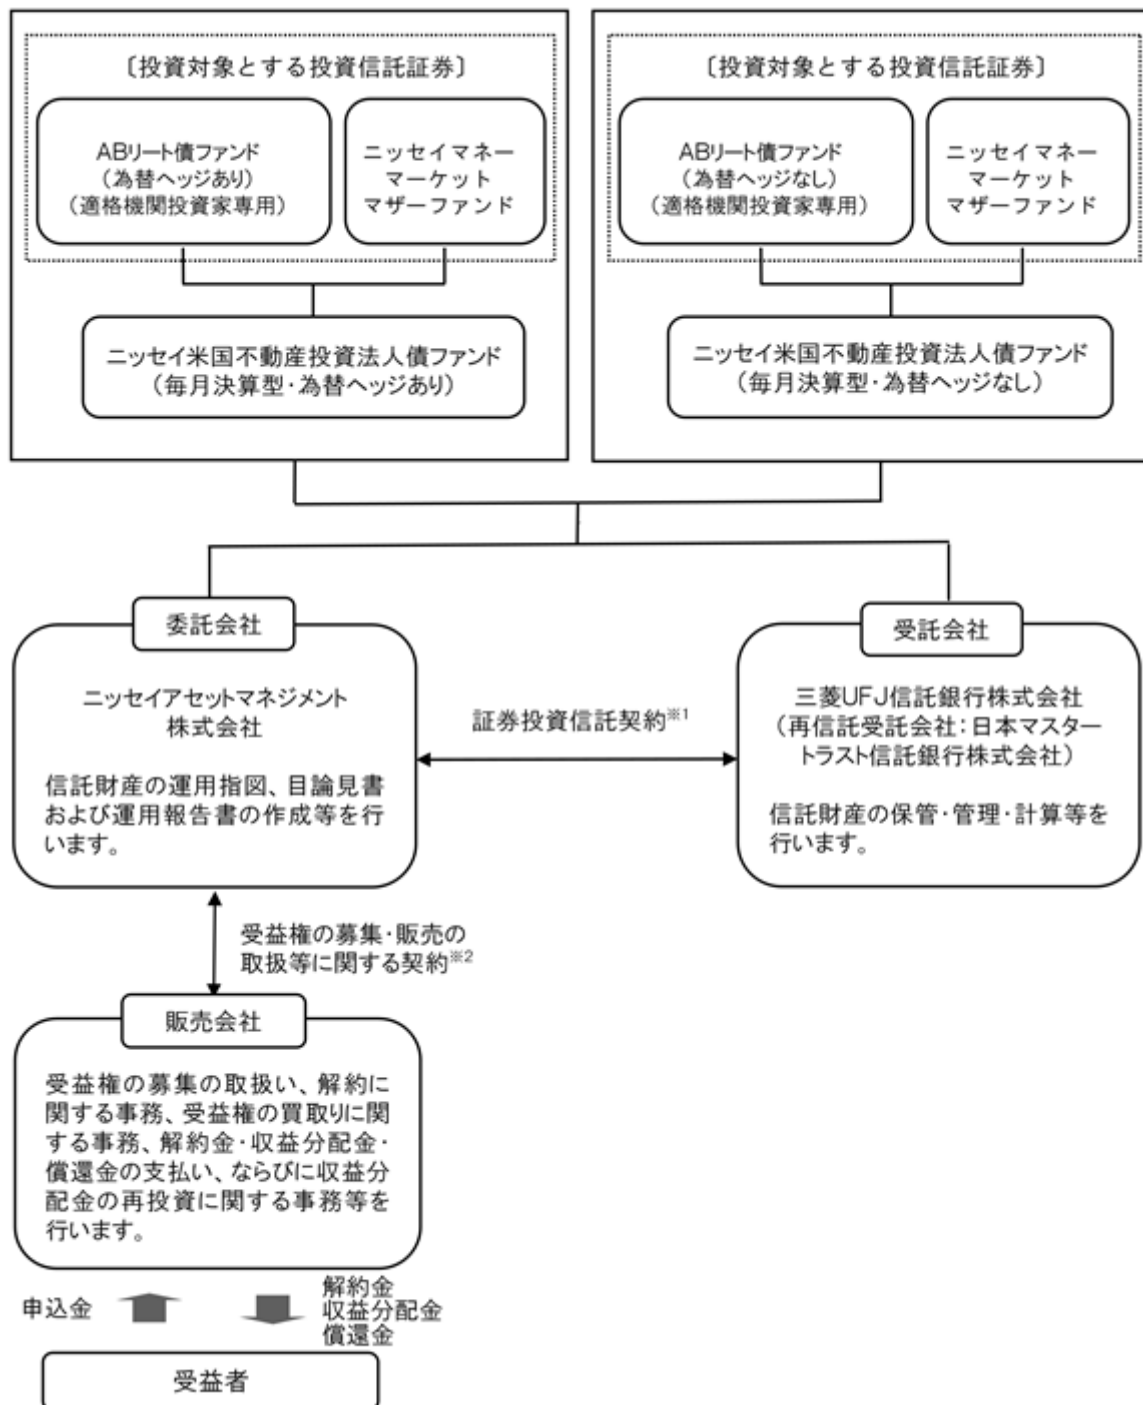 〔投資対象とする投資信託証券〕
ABリート債ファンド
（為替ヘッジあり）
（適格機関投資家専用）
ニッセイマネー
マーケット
マザーファンド
ニッセイ米国不動産投資法人債ファンド
（毎月決算型・為替ヘッジあり）
〔投資対象とする投資信託証券〕
ABリート債ファンド
（為替ヘッジなし）
（適格機関投資家専用）
ニッセイマネー
マーケット
マザーファンド
ニッセイ米国不動産投資法人債ファンド
（毎月決算型・為替ヘッジなし）
委託会社
ニッセイアセットマネジメント
株式会社
信託財産の運用指図、目論見書
および運用報告書の作成等を行
います。
証券投資信託契約※1
受託会社
三菱UFJ信託銀行株式会社
（再信託受託会社：日本マスター
トラスト信託銀行株式会社）
信託財産の保管・管理・計算等を
行います。
受益権の募集・販売の
取扱等に関する契約※2
販売会社
受益権の募集の取扱い、解約に
関する事務、受益権の買取りに関
する事務、解約金・収益分配金・
償還金の支払い、ならびに収益分
配金の再投資に関する事務等を
行います。
申込金
解約金
収益分配金
償還金
受益者